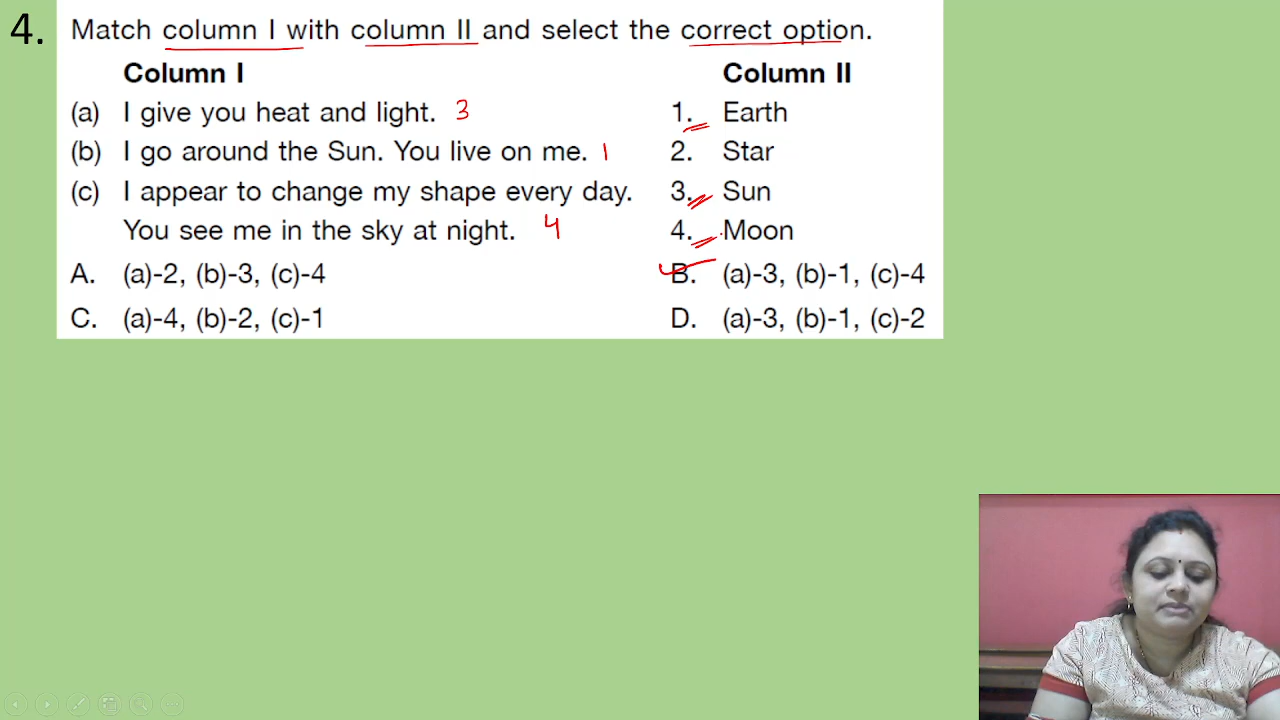 4. Match column I with column II and select the correct option.
Column I Column II
(a) I give you heat and light. 3 1. Earth
(b) I go around the Sun. You live on me. 1 2. Star
(c) I appear to change my shape every day. 3. Sun
You see me in the sky at night. 4 4. Moon
A. (a)-2, (b)-3, (c)-4 B. (a)-3, (b)-1, (c)-4
C. (a)-4, (b)-2, (c)-1 D. (a)-3, (b)-1, (c)-2